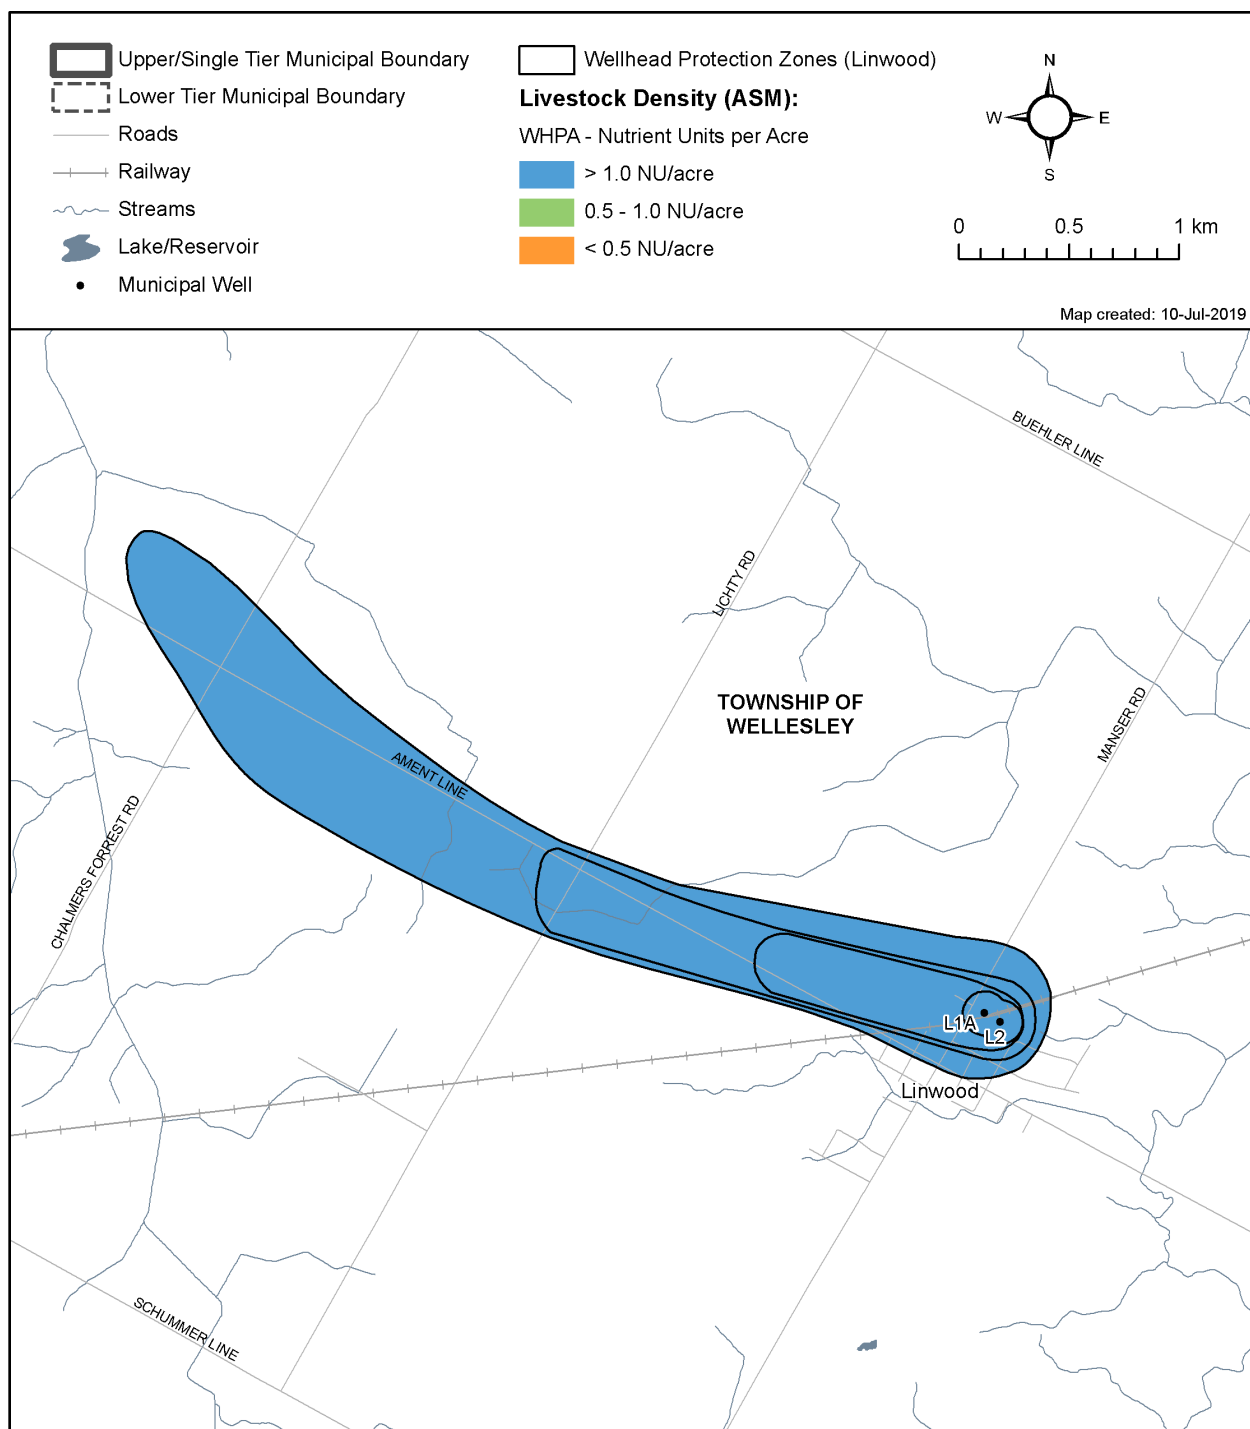 Upper/Single Tier Municipal Boundary
Lower Tier Municipal Boundary
Roads
Railway
Streams
Lake/Reservoir
Municipal Well
Wellhead Protection Zones (Linwood)
Livestock Density (ASM):
WHPA - Nutrient Units per Acre
> 1.0 NU/acre
0.5 - 1.0 NU/acre
< 0.5 NU/acre
N
W E
S
0 0.5 1 km
Map created: 10-Jul-2019
BUEHLER LINE
LICHTY RD
TOWNSHIP OF
WELLESLEY
MANSER RD
AMENT LINE
CHALMERS FORREST RD
L1A
L2
Linwood
SCHUMMER LINE